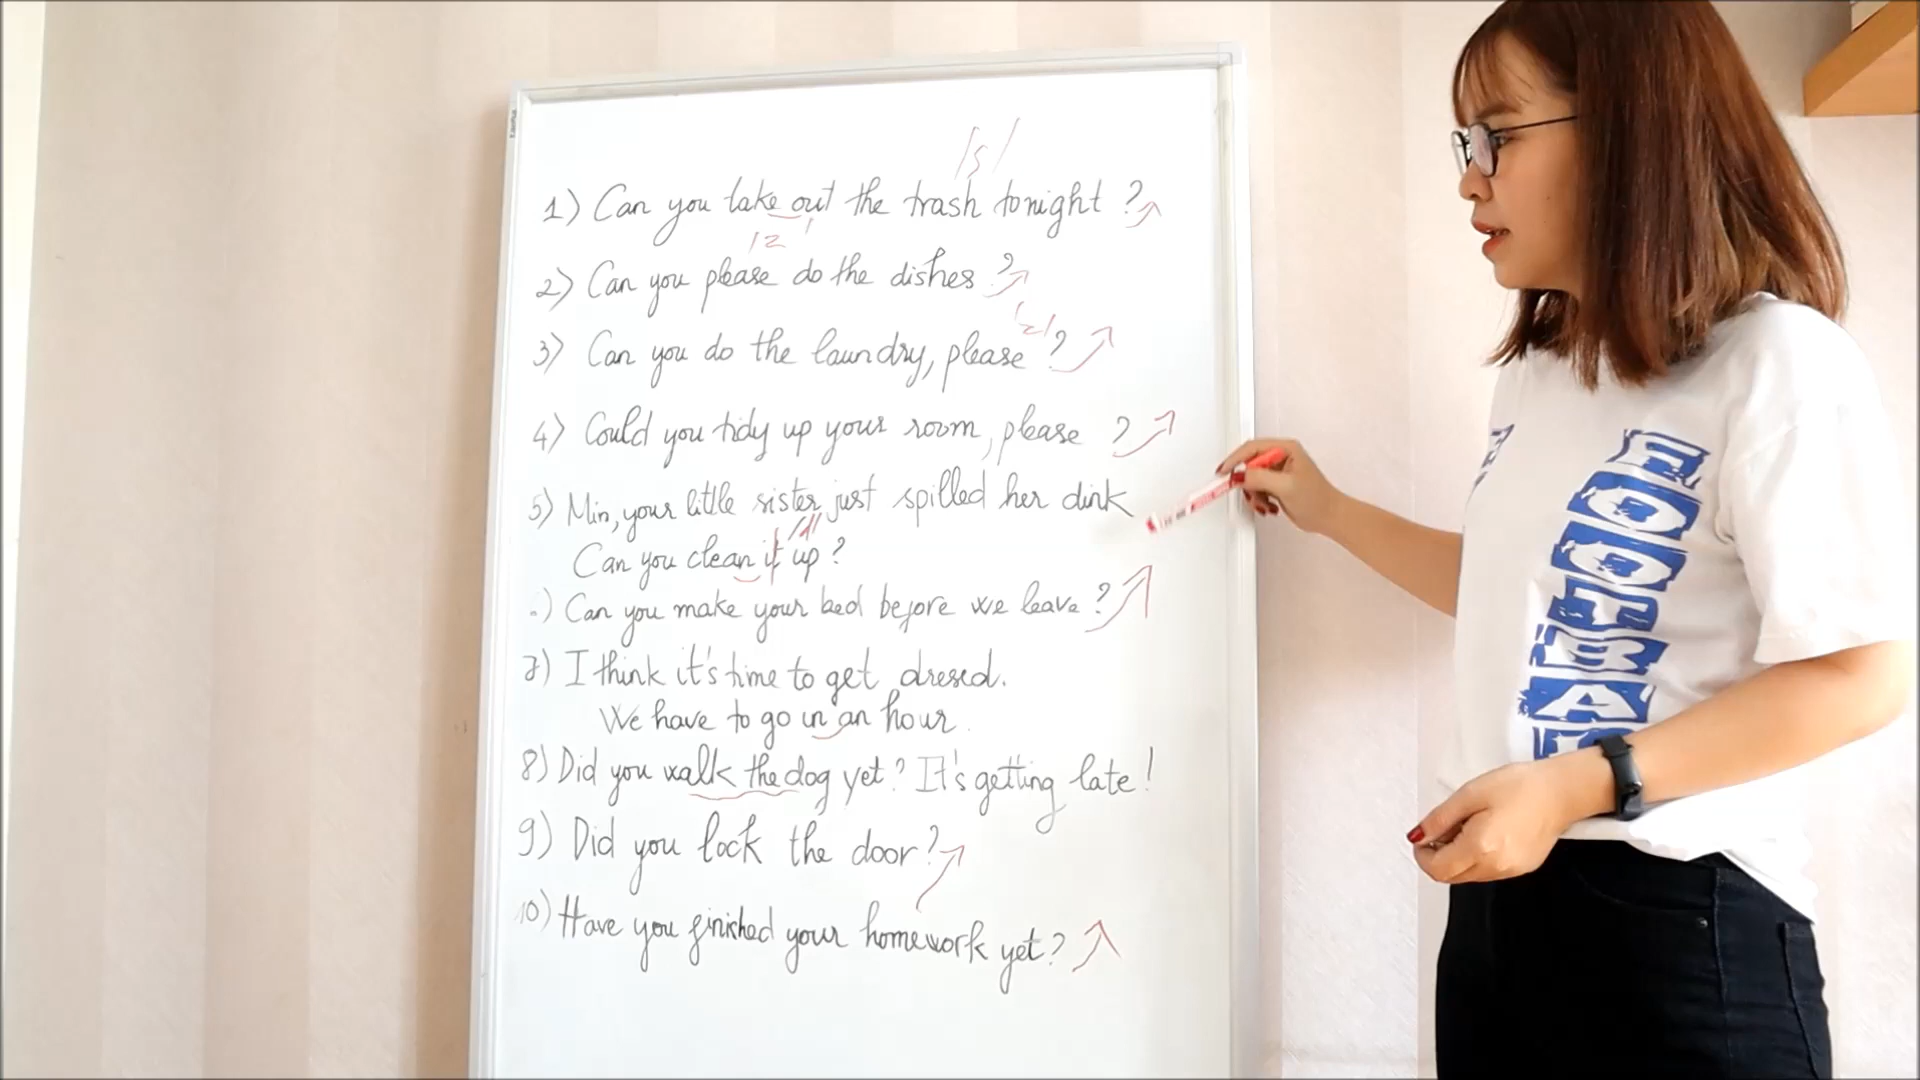 /s/
1) Can you take out the trash tonight ?
/z/
2) Can you please do the dishes ?
/z/
3) Can you do the laundry, please ?
4) Could you tidy up your room, please ?
5) Min, your little sister just spilled her dink
Can you clean it up ?
Can you make your bed before we leave ?
7) I think it's time to get dresed.
We have to go in an hour.
8) Did you walk the dog yet ? It's getting late !
9) Did you lock the door ?
10) Have you finished your homework yet ?
FOOTBA